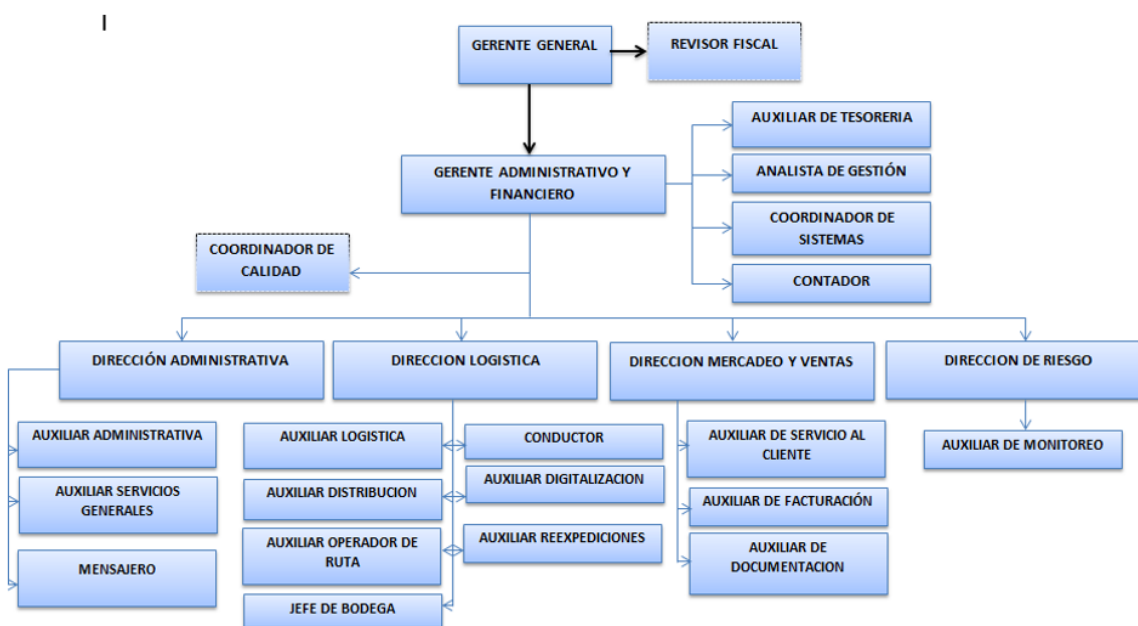 I
GERENTE GENERAL
REVISOR FISCAL
AUXILIAR DE TESORERIA
GERENTE ADMINISTRATIVO Y
FINANCIERO
ANALISTA DE GESTIÓN
COORDINADOR DE
SISTEMAS
COORDINADOR DE
CALIDAD
CONTADOR
DIRECCIÓN ADMINISTRATIVA
DIRECCION LOGISTICA
DIRECCION MERCADEO Y VENTAS
DIRECCION DE RIESGO
AUXILIAR ADMINISTRATIVA
AUXILIAR SERVICIOS
GENERALES
MENSAJERO
AUXILIAR LOGISTICA
CONDUCTOR
AUXILIAR DISTRIBUCION
AUXILIAR DIGITALIZACION
AUXILIAR OPERADOR DE
RUTA
AUXILIAR REEXPEDICIONES
JEFE DE BODEGA
AUXILIAR DE SERVICIO AL
CLIENTE
AUXILIAR DE FACTURACIÓN
AUXILIAR DE
DOCUMENTACION
AUXILIAR DE MONITOREO